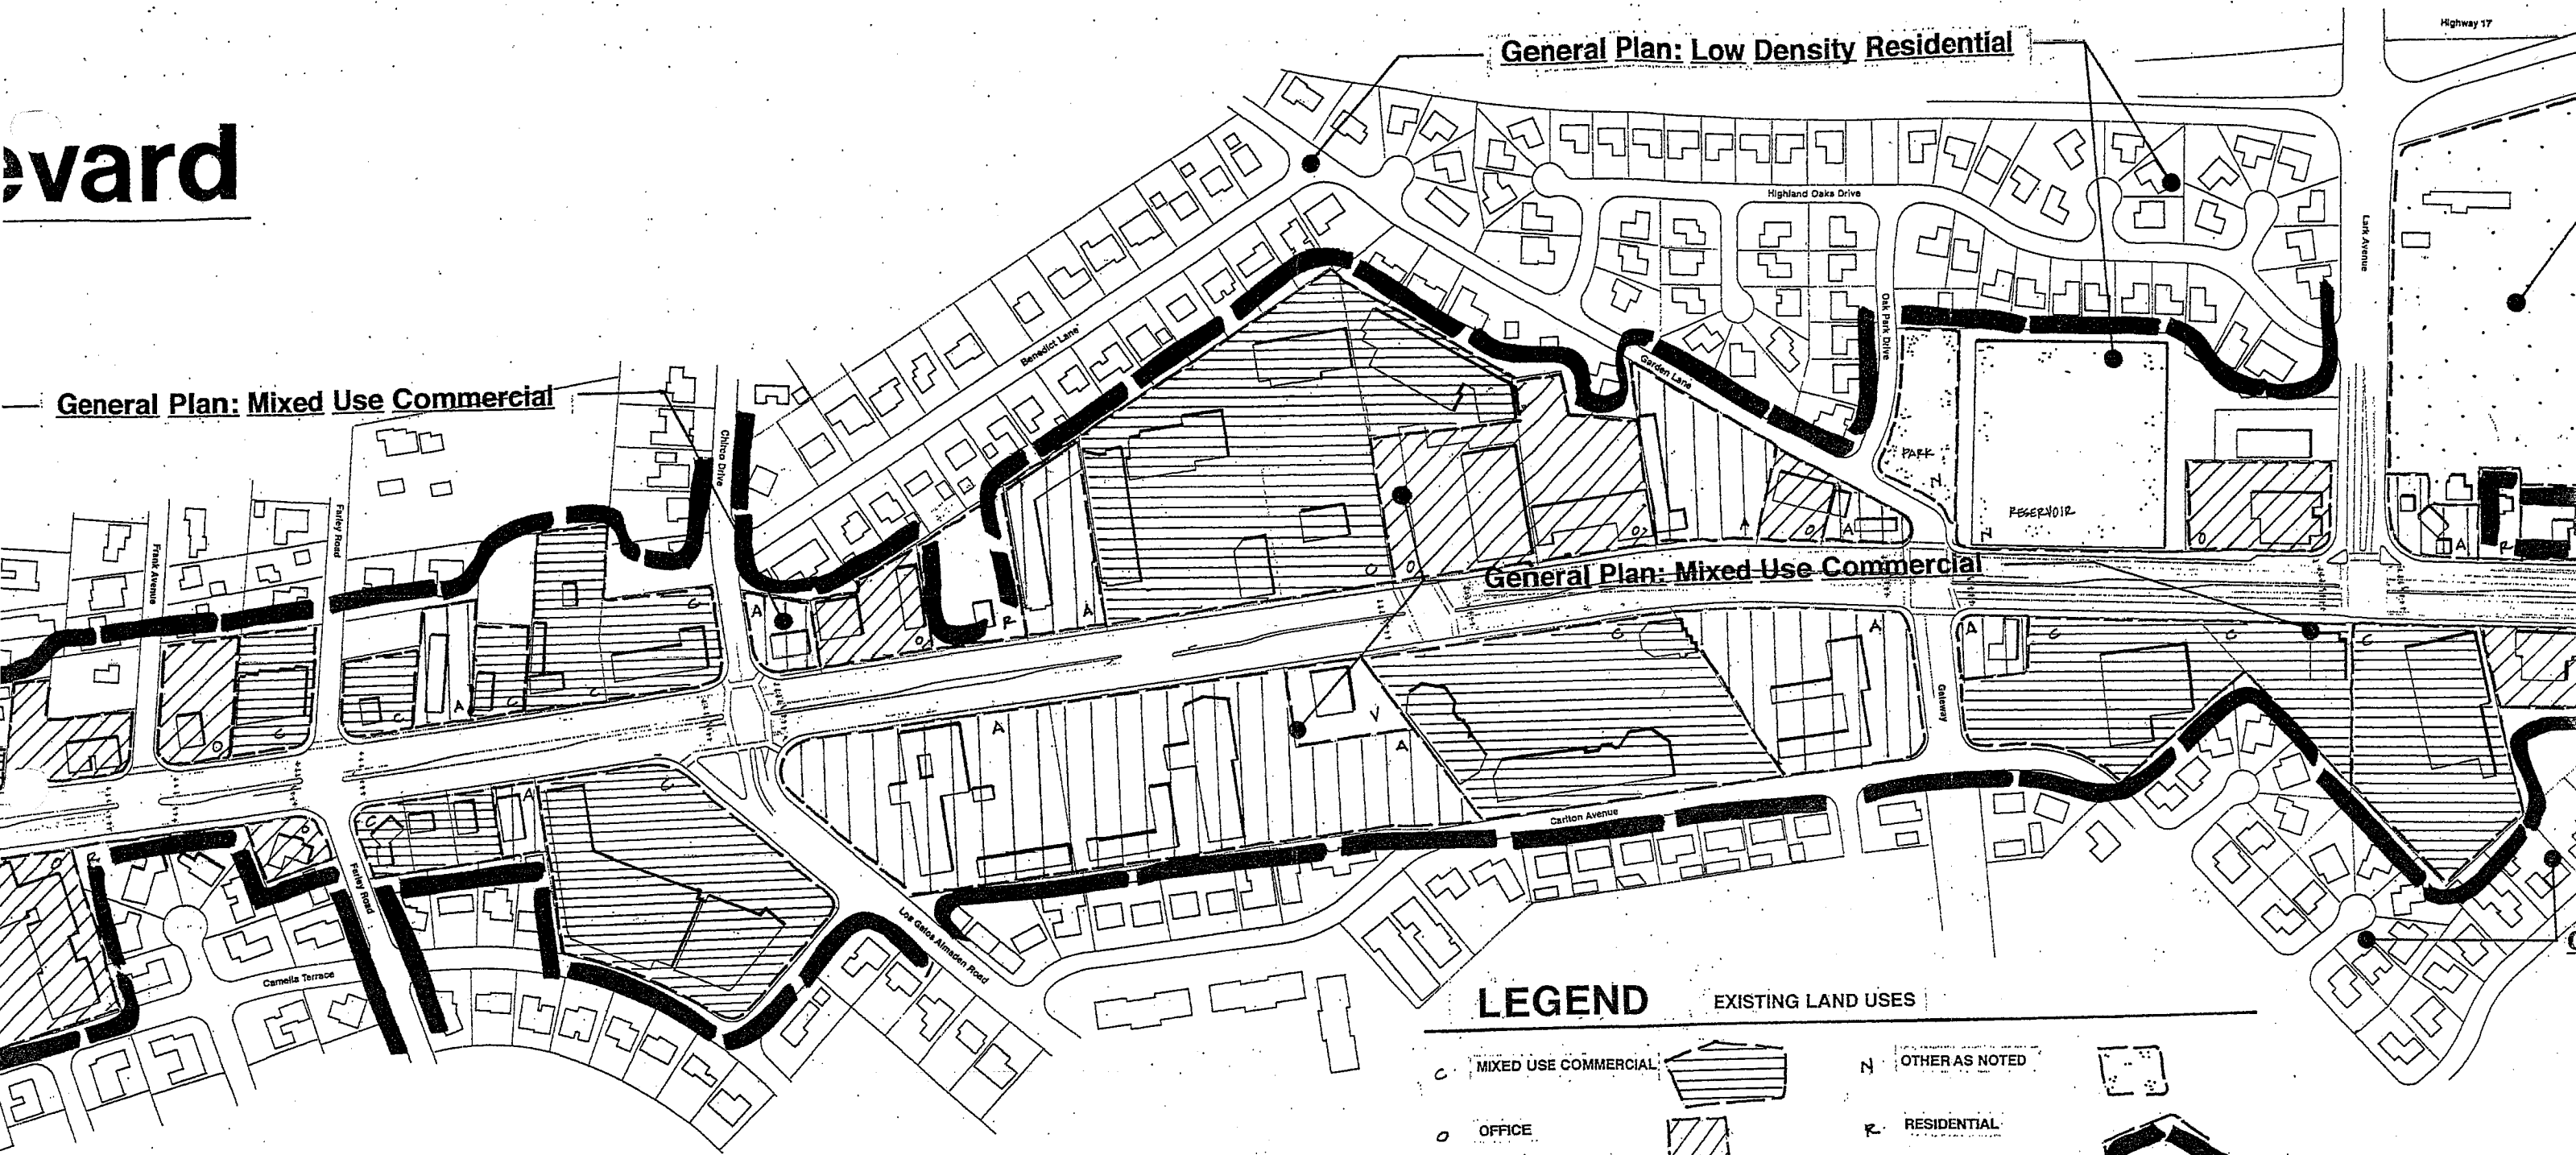 Highway 17
General Plan: Low Density Residential
evard
Highland Oaks Drive
Lark Avenue
Benedict Lane
Oak Park Drive
Garden Lane
General Plan: Mixed Use Commercial
Chirco Drive
PARK
N
RESERVOIR
N
Farley Road
Frank Avenue
C
A
O
R
A
C
O
O
A
O
A
O
A
R
General Plan: Mixed Use Commercial
O
C
A
C
C
C
A
V
A
C
A
A
C
C
C
Gateway
C
A
C
O
O
R
Carlton Avenue
Farley Road
Los Gatos Almaden Road
Camelia Terrace
LEGEND EXISTING LAND USES
C MIXED USE COMMERCIAL N OTHER AS NOTED
O OFFICE R RESIDENTIAL